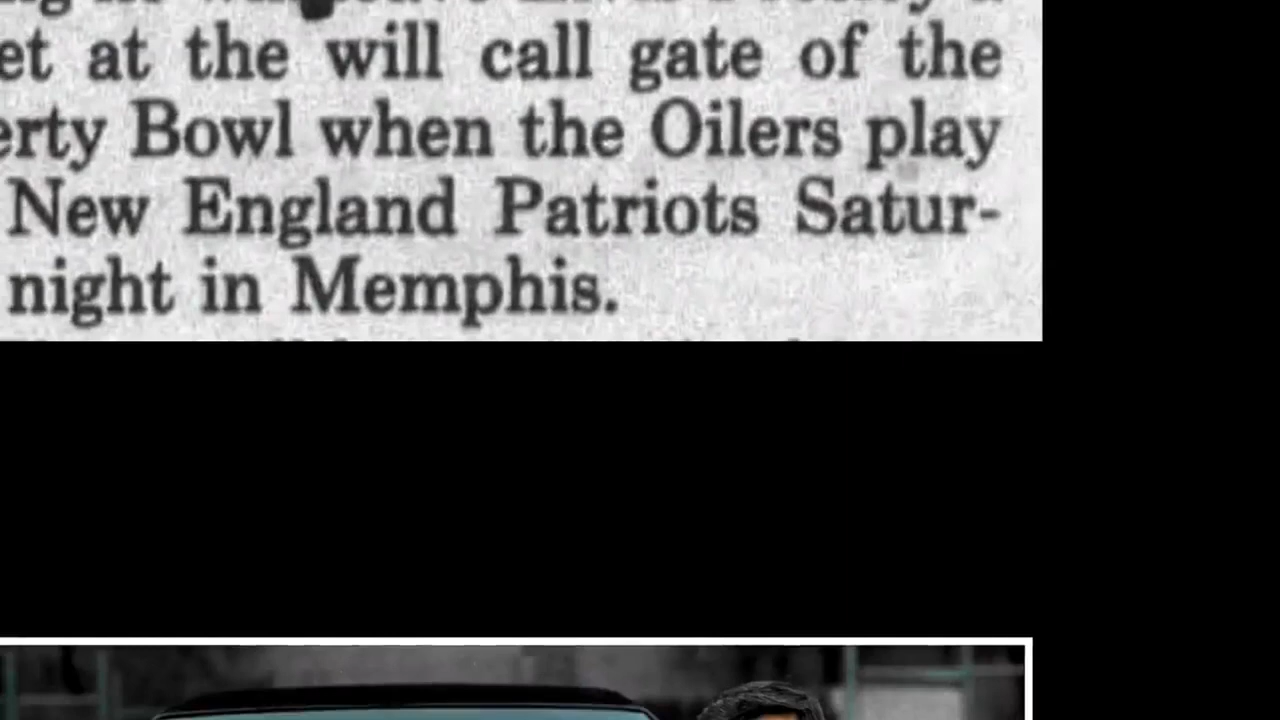 et at the will call gate of the
erty Bowl when the Oilers play
New England Patriots Satur-
night in Memphis.